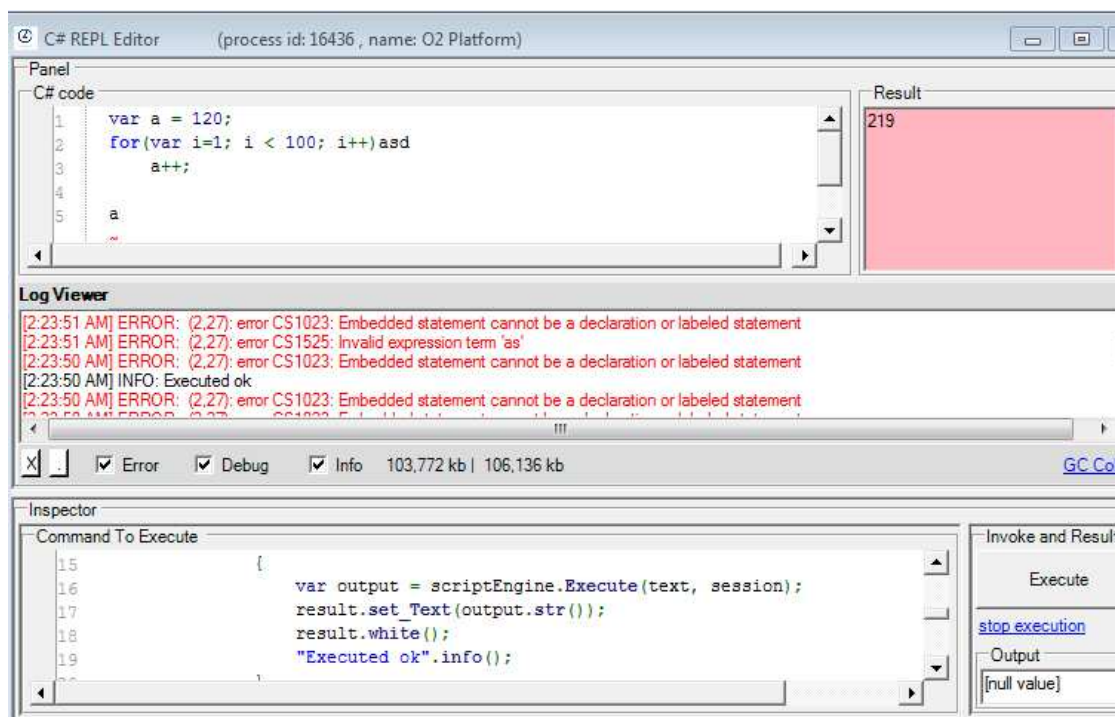 C# REPL Editor (process id: 16436 , name: O2 Platform)
Panel
C# code
1 var a = 120;
2 for(var i=1; i < 100; i++)asd
3 a++;
4
5 a
Result
219
Log Viewer
[2:23:51 AM] ERROR: (2,27): error CS1023: Embedded statement cannot be a declaration or labeled statement
[2:23:51 AM] ERROR: (2,27): error CS1525: Invalid expression term 'as'
[2:23:50 AM] ERROR: (2,27): error CS1023: Embedded statement cannot be a declaration or labeled statement
[2:23:50 AM] INFO: Executed ok
[2:23:50 AM] ERROR: (2,27): error CS1023: Embedded statement cannot be a declaration or labeled statement
X . Error Debug Info 103,772 kb | 106,136 kb GC Col
Inspector
Command To Execute
15 {
16 var output = scriptEngine.Execute(text, session);
17 result.set_Text(output.str());
18 result.white();
19 "Executed ok".info();
Invoke and Result
Execute
stop execution
Output
[null value]